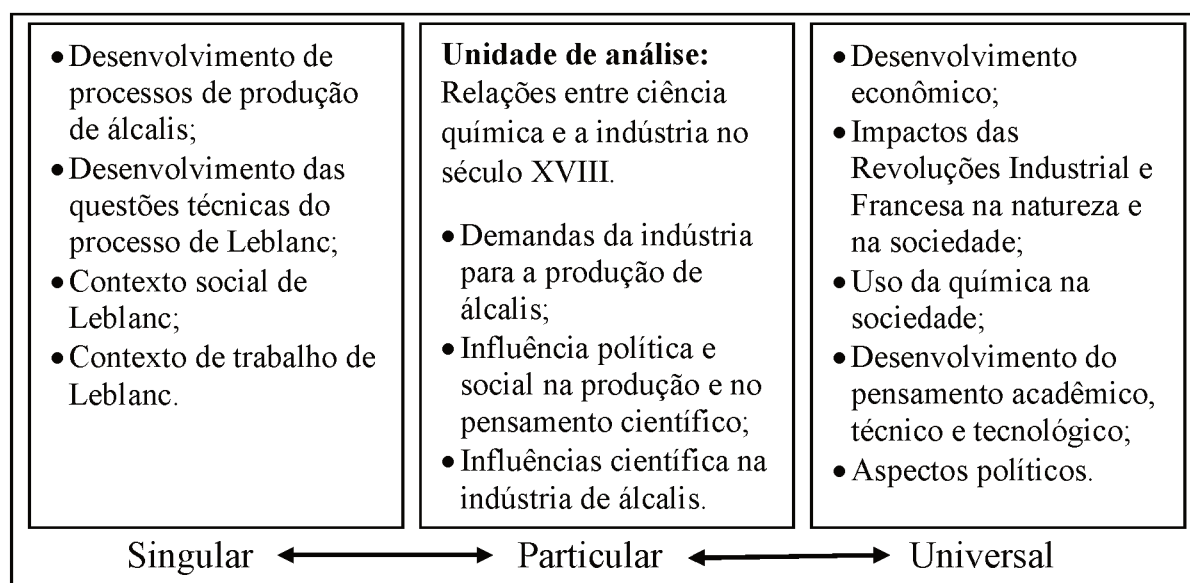 • Desenvolvimento de
processos de produção
de álcalis;
• Desenvolvimento das
questões técnicas do
processo de Leblanc;
• Contexto social de
Leblanc;
• Contexto de trabalho de
Leblanc.
Unidade de análise:
Relações entre ciência
química e a indústria no
século XVIII.
• Demandas da indústria
para a produção de
álcalis;
• Influência política e
social na produção e no
pensamento científico;
• Influências científica na
indústria de álcalis.
• Desenvolvimento
econômico;
• Impactos das
Revoluções Industrial e
Francesa na natureza e
na sociedade;
• Uso da química na
sociedade;
• Desenvolvimento do
pensamento acadêmico,
técnico e tecnológico;
• Aspectos políticos.
Singular Particular Universal